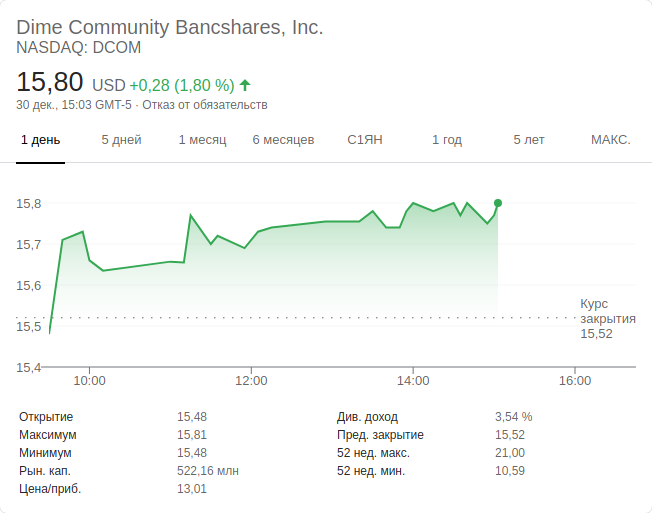 Dime Community Bancshares, Inc.
NASDAQ: DCOM
15,80 USD +0,28 (1,80 %)
30 дек., 15:03 GMT-5 · Отказ от обязательств
1 день 5 дней 1 месяц 6 месяцев С1ЯН 1 год 5 лет МАКС.
15,8
15,7
15,6
15,5
15,4
Курс
закрытия
15,52
10:00 12:00 14:00 16:00
Открытие 15,48 Див. доход 3,54 %
Максимум 15,81 Пред. закрытие 15,52
Минимум 15,48 52 нед. макс. 21,00
Рын. кап. 522,16 млн 52 нед. мин. 10,59
Цена/приб. 13,01